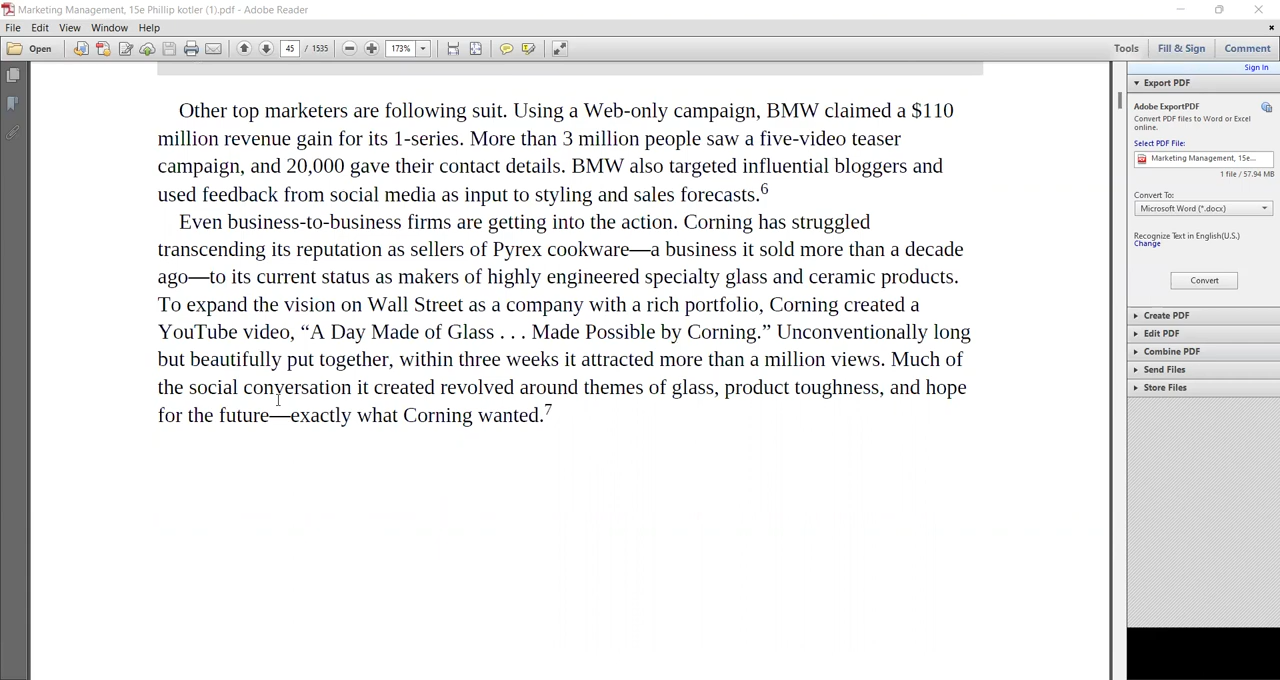 Marketing Management, 15e Phillip kotler (1).pdf - Adobe Reader
File Edit View Window Help
Open 45 / 1535 173% Tools Fill & Sign Comment
Sign In
Export PDF
Adobe ExportPDF
Convert PDF files to Word or Excel
online.
Select PDF File:
Marketing Management, 15e...
1 file / 57.94 MB
Convert To:
Microsoft Word (*.docx)
Recognize Text in English(U.S.)
Change
Convert
Create PDF
Edit PDF
Combine PDF
Send Files
Store Files
Other top marketers are following suit. Using a Web-only campaign, BMW claimed a $110
million revenue gain for its 1-series. More than 3 million people saw a five-video teaser
campaign, and 20,000 gave their contact details. BMW also targeted influential bloggers and
used feedback from social media as input to styling and sales forecasts.6
Even business-to-business firms are getting into the action. Corning has struggled
transcending its reputation as sellers of Pyrex cookware—a business it sold more than a decade
ago—to its current status as makers of highly engineered specialty glass and ceramic products.
To expand the vision on Wall Street as a company with a rich portfolio, Corning created a
YouTube video, “A Day Made of Glass . . . Made Possible by Corning.” Unconventionally long
but beautifully put together, within three weeks it attracted more than a million views. Much of
the social conversation it created revolved around themes of glass, product toughness, and hope
for the future—exactly what Corning wanted.7